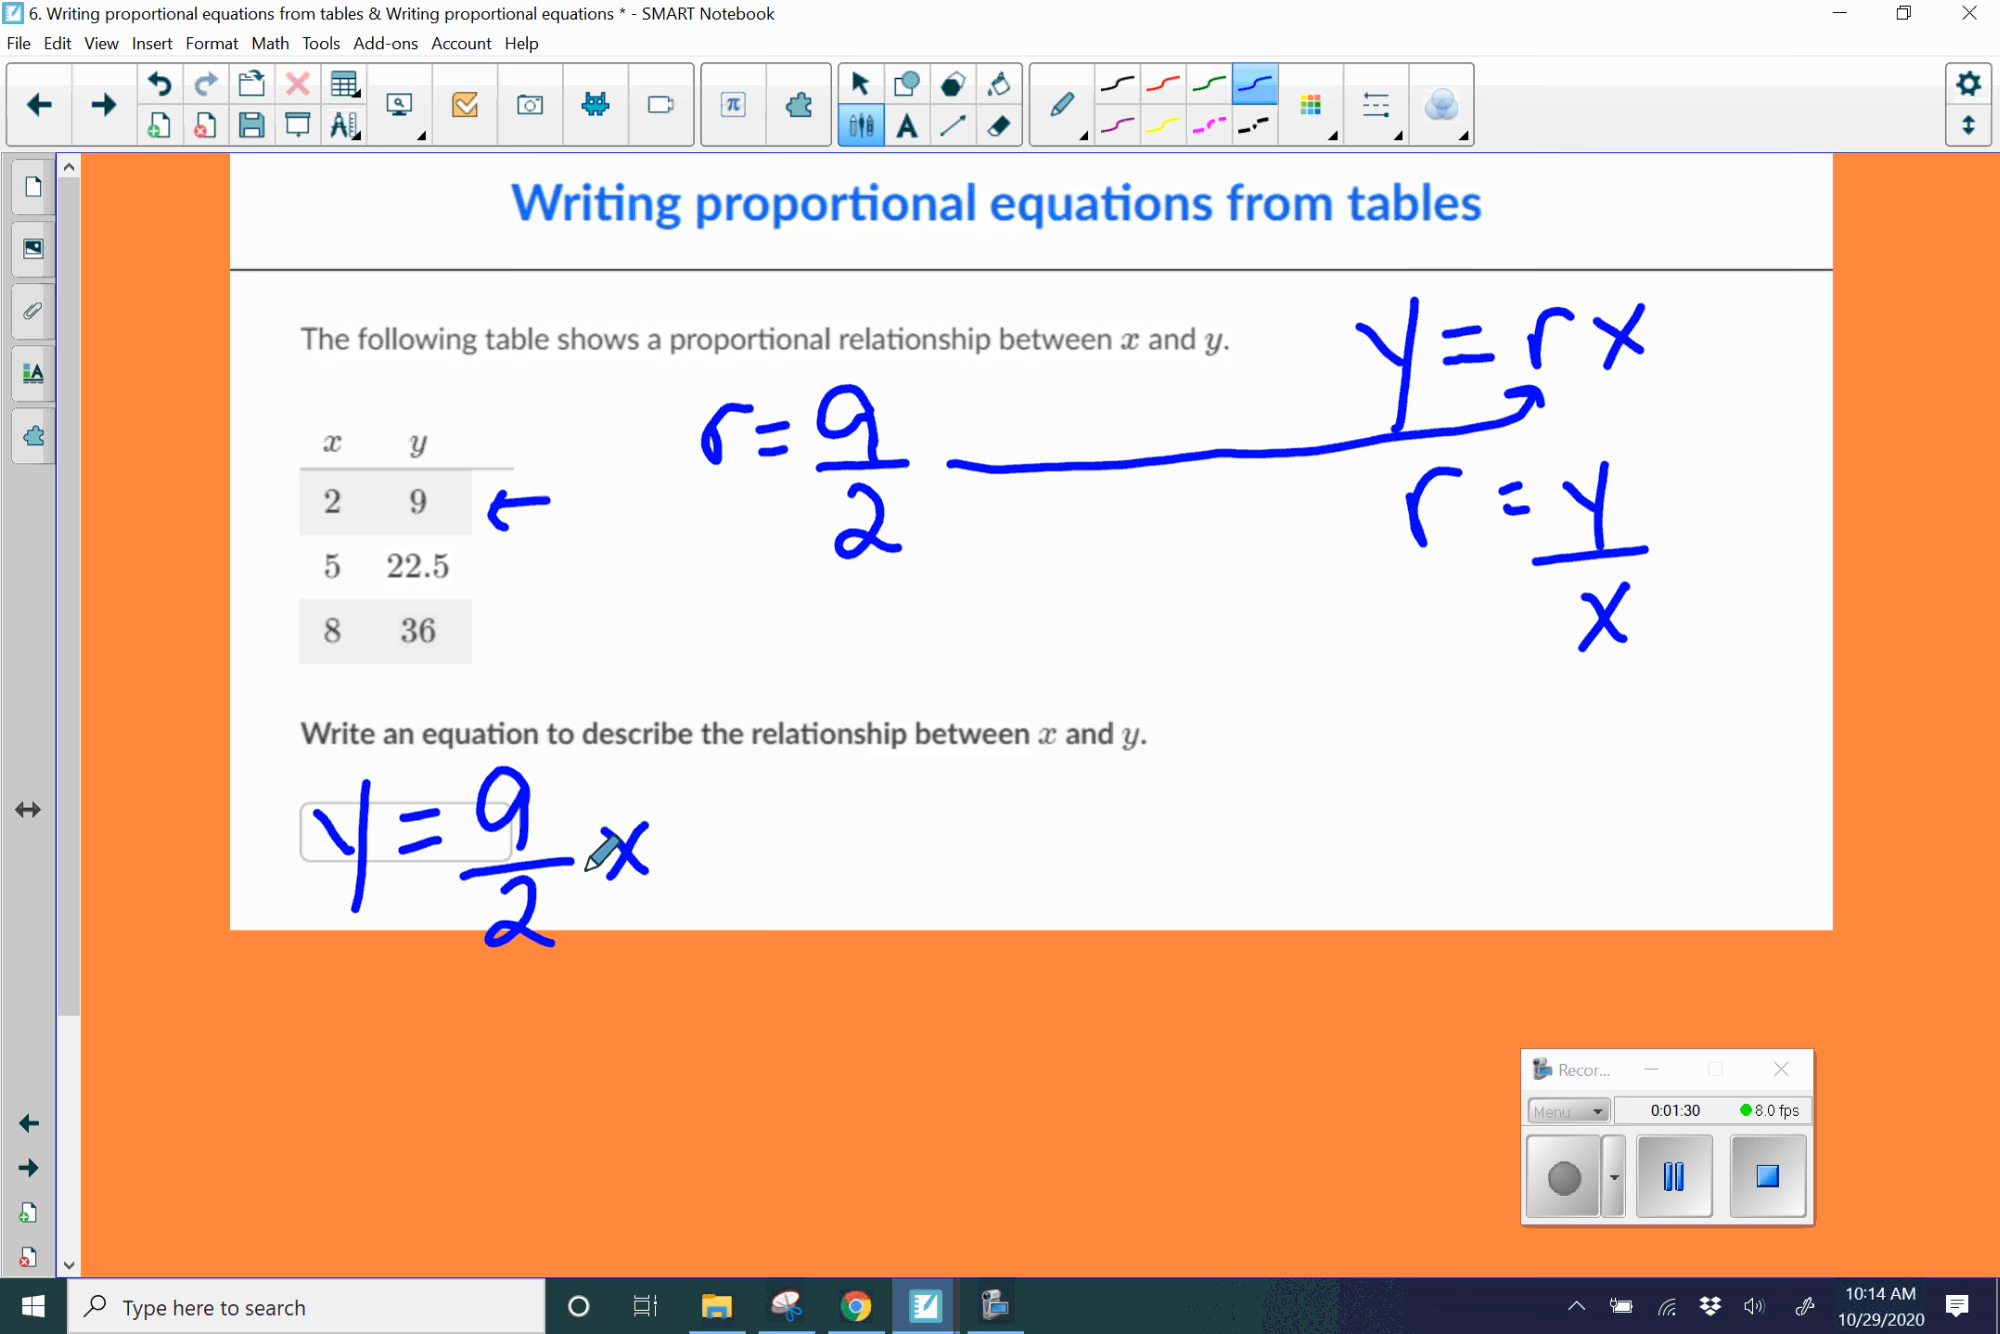 6. Writing proportional equations from tables & Writing proportional equations * - SMART Notebook
File Edit View Insert Format Math Tools Add-ons Account Help
Writing proportional equations from tables
The following table shows a proportional relationship between x and y.
y = rx
r = 9/2
r = y/x
x y
2 9
5 22.5
8 36
Write an equation to describe the relationship between x and y.
y = 9/2 x
Recor...
Menu 0:01:30 8.0 fps
Type here to search
10:14 AM
10/29/2020